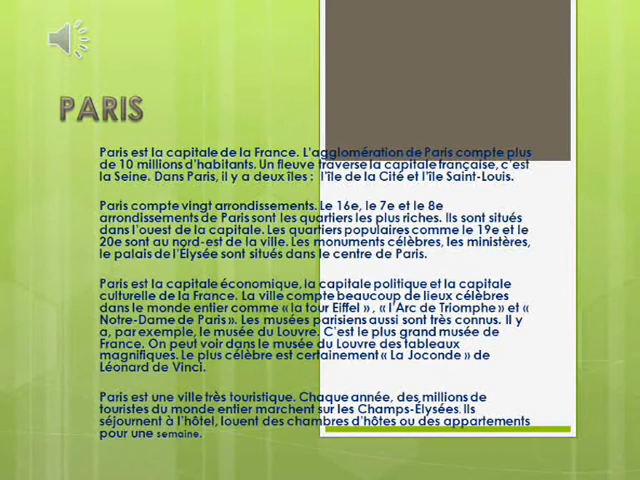 PARIS
Paris est la capitale de la France. L'agglomération de Paris compte plus
de 10 millions d'habitants. Un fleuve traverse la capitale française, c'est
la Seine. Dans Paris, il y a deux îles : l'île de la Cité et l'île Saint-Louis.
Paris compte vingt arrondissements. Le 16e, le 7e et le 8e
arrondissements de Paris sont les quartiers les plus riches. Ils sont situés
dans l'ouest de la capitale. Les quartiers populaires comme le 19e et le
20e sont au nord-est de la ville. Les monuments célèbres, les ministères,
le palais de l'Élysée sont situés dans le centre de Paris.
Paris est la capitale économique, la capitale politique et la capitale
culturelle de la France. La ville compte beaucoup de lieux célèbres
dans le monde entier comme « la tour Eiffel » , « l'Arc de Triomphe » et «
Notre-Dame de Paris ». Les musées parisiens aussi sont très connus. Il y
a, par exemple, le musée du Louvre. C'est le plus grand musée de
France. On peut voir dans le musée du Louvre des tableaux
magnifiques. Le plus célèbre est certainement « La Joconde » de
Léonard de Vinci.
Paris est une ville très touristique. Chaque année, des millions de
touristes du monde entier marchent sur les Champs-Élysées. Ils
séjournent à l'hôtel, louent des chambres d'hôtes ou des appartements
pour une semaine.